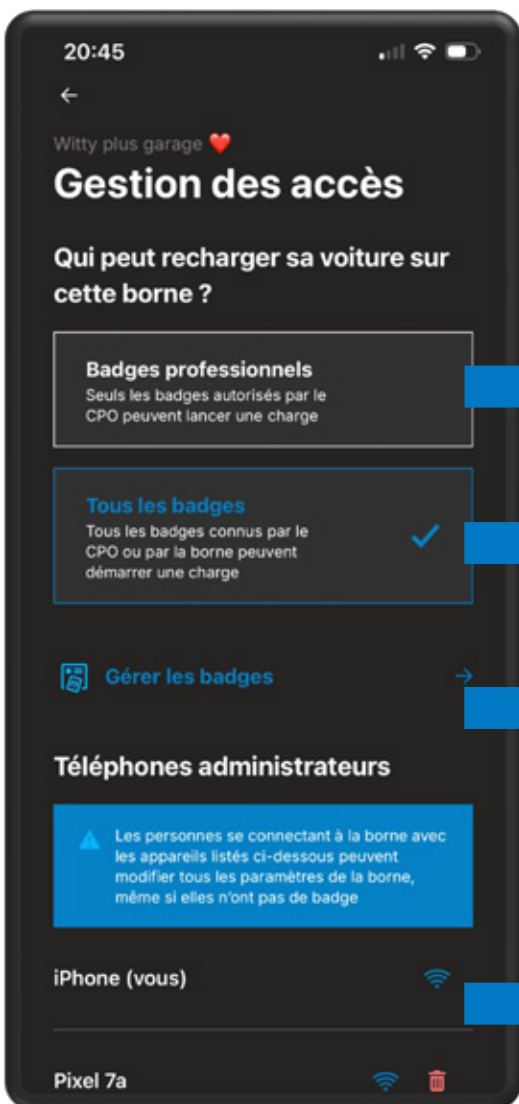 20:45
Witty plus garage ❤️
Gestion des accès
Qui peut recharger sa voiture sur
cette borne ?
Badges professionnels
Seuls les badges autorisés par le
CPO peuvent lancer une charge
Tous les badges
Tous les badges connus par le
CPO ou par la borne peuvent
démarrer une charge
Gérer les badges
Téléphones administrateurs
Les personnes se connectant à la borne avec
les appareils listés ci-dessous peuvent
modifier tous les paramètres de la borne,
même si elles n'ont pas de badge
iPhone (vous)
Pixel 7a